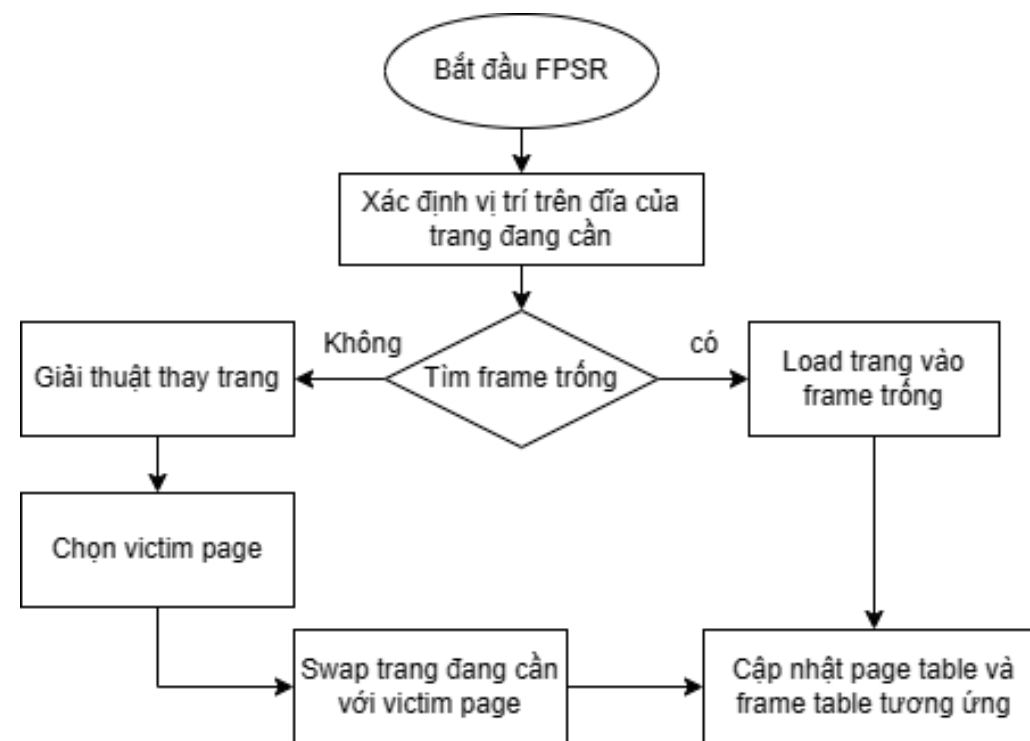 Bắt đầu FPSR
Xác định vị trí trên đĩa của
trang đang cần
Không
có
Giải thuật thay trang
Tìm frame trống
Load trang vào
frame trống
Chọn victim page
Swap trang đang cần
với victim page
Cập nhật page table và
frame table tương ứng